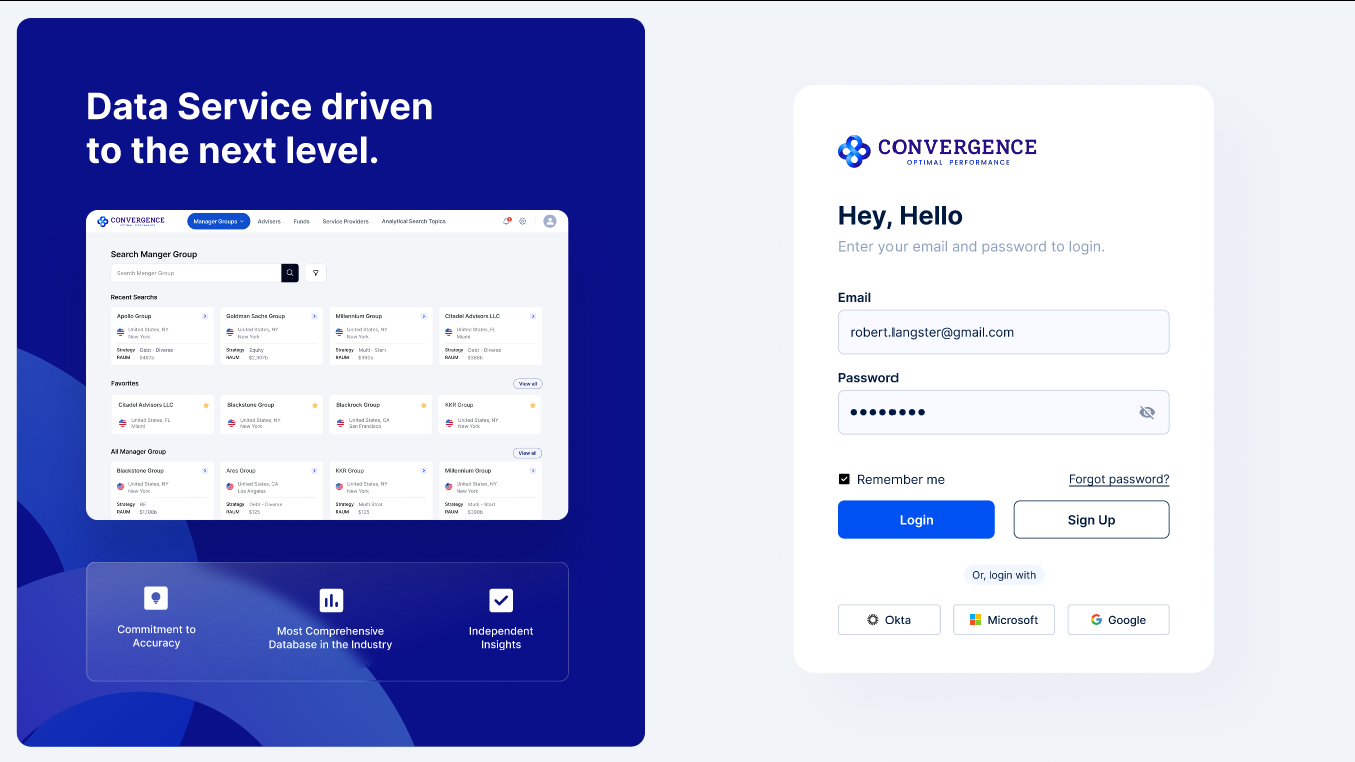 Data Service driven
to the next level.
CONVERGENCE
OPTIMAL PERFORMANCE
Manager Groups
Advisers
Funds
Service Providers
Analytical Search Topics
Search Manger Group
Search Manger Group
Recent Searchs
Apollo Group
United States, NY
New York
Strategy Debt - Diverse
RAUM
Goldman Sachs Group
United States, NY
New York
Strategy Equity
RAUM $2,307b
Millennium Group
United States, NY
New York
Strategy Multi - Start
RAUM $390b
Citadel Advisors LLC
United States, FL
Miami
Strategy Debt - Diverse
RAUM $388b
Favorites
View all
Citadel Advisors LLC
United States, FL
Miami
Blackstone Group
United States, NY
New York
Blackrock Group
United States, CA
San Francisco
KKR Group
United States, NY
New York
All Manager Group
View all
Blackstone Group
United States, NY
New York
Strategy RE
RAUM $1,108b
Ares Group
United States, CA
Los Angeles
Strategy Debt - Diverse
RAUM $125
KKR Group
United States, NY
New York
Strategy Multi Start
RAUM $123
Millennium Group
United States, NY
New York
Strategy Multi - Start
RAUM $390b
Commitment to
Accuracy
Most Comprehensive
Database in the Industry
Independent
Insights
CONVERGENCE
OPTIMAL PERFORMANCE
Hey, Hello
Enter your email and password to login.
Email
robert.langster@gmail.com
Password
Remember me
Forgot password?
Login
Sign Up
Or, login with
Okta
Microsoft
Google